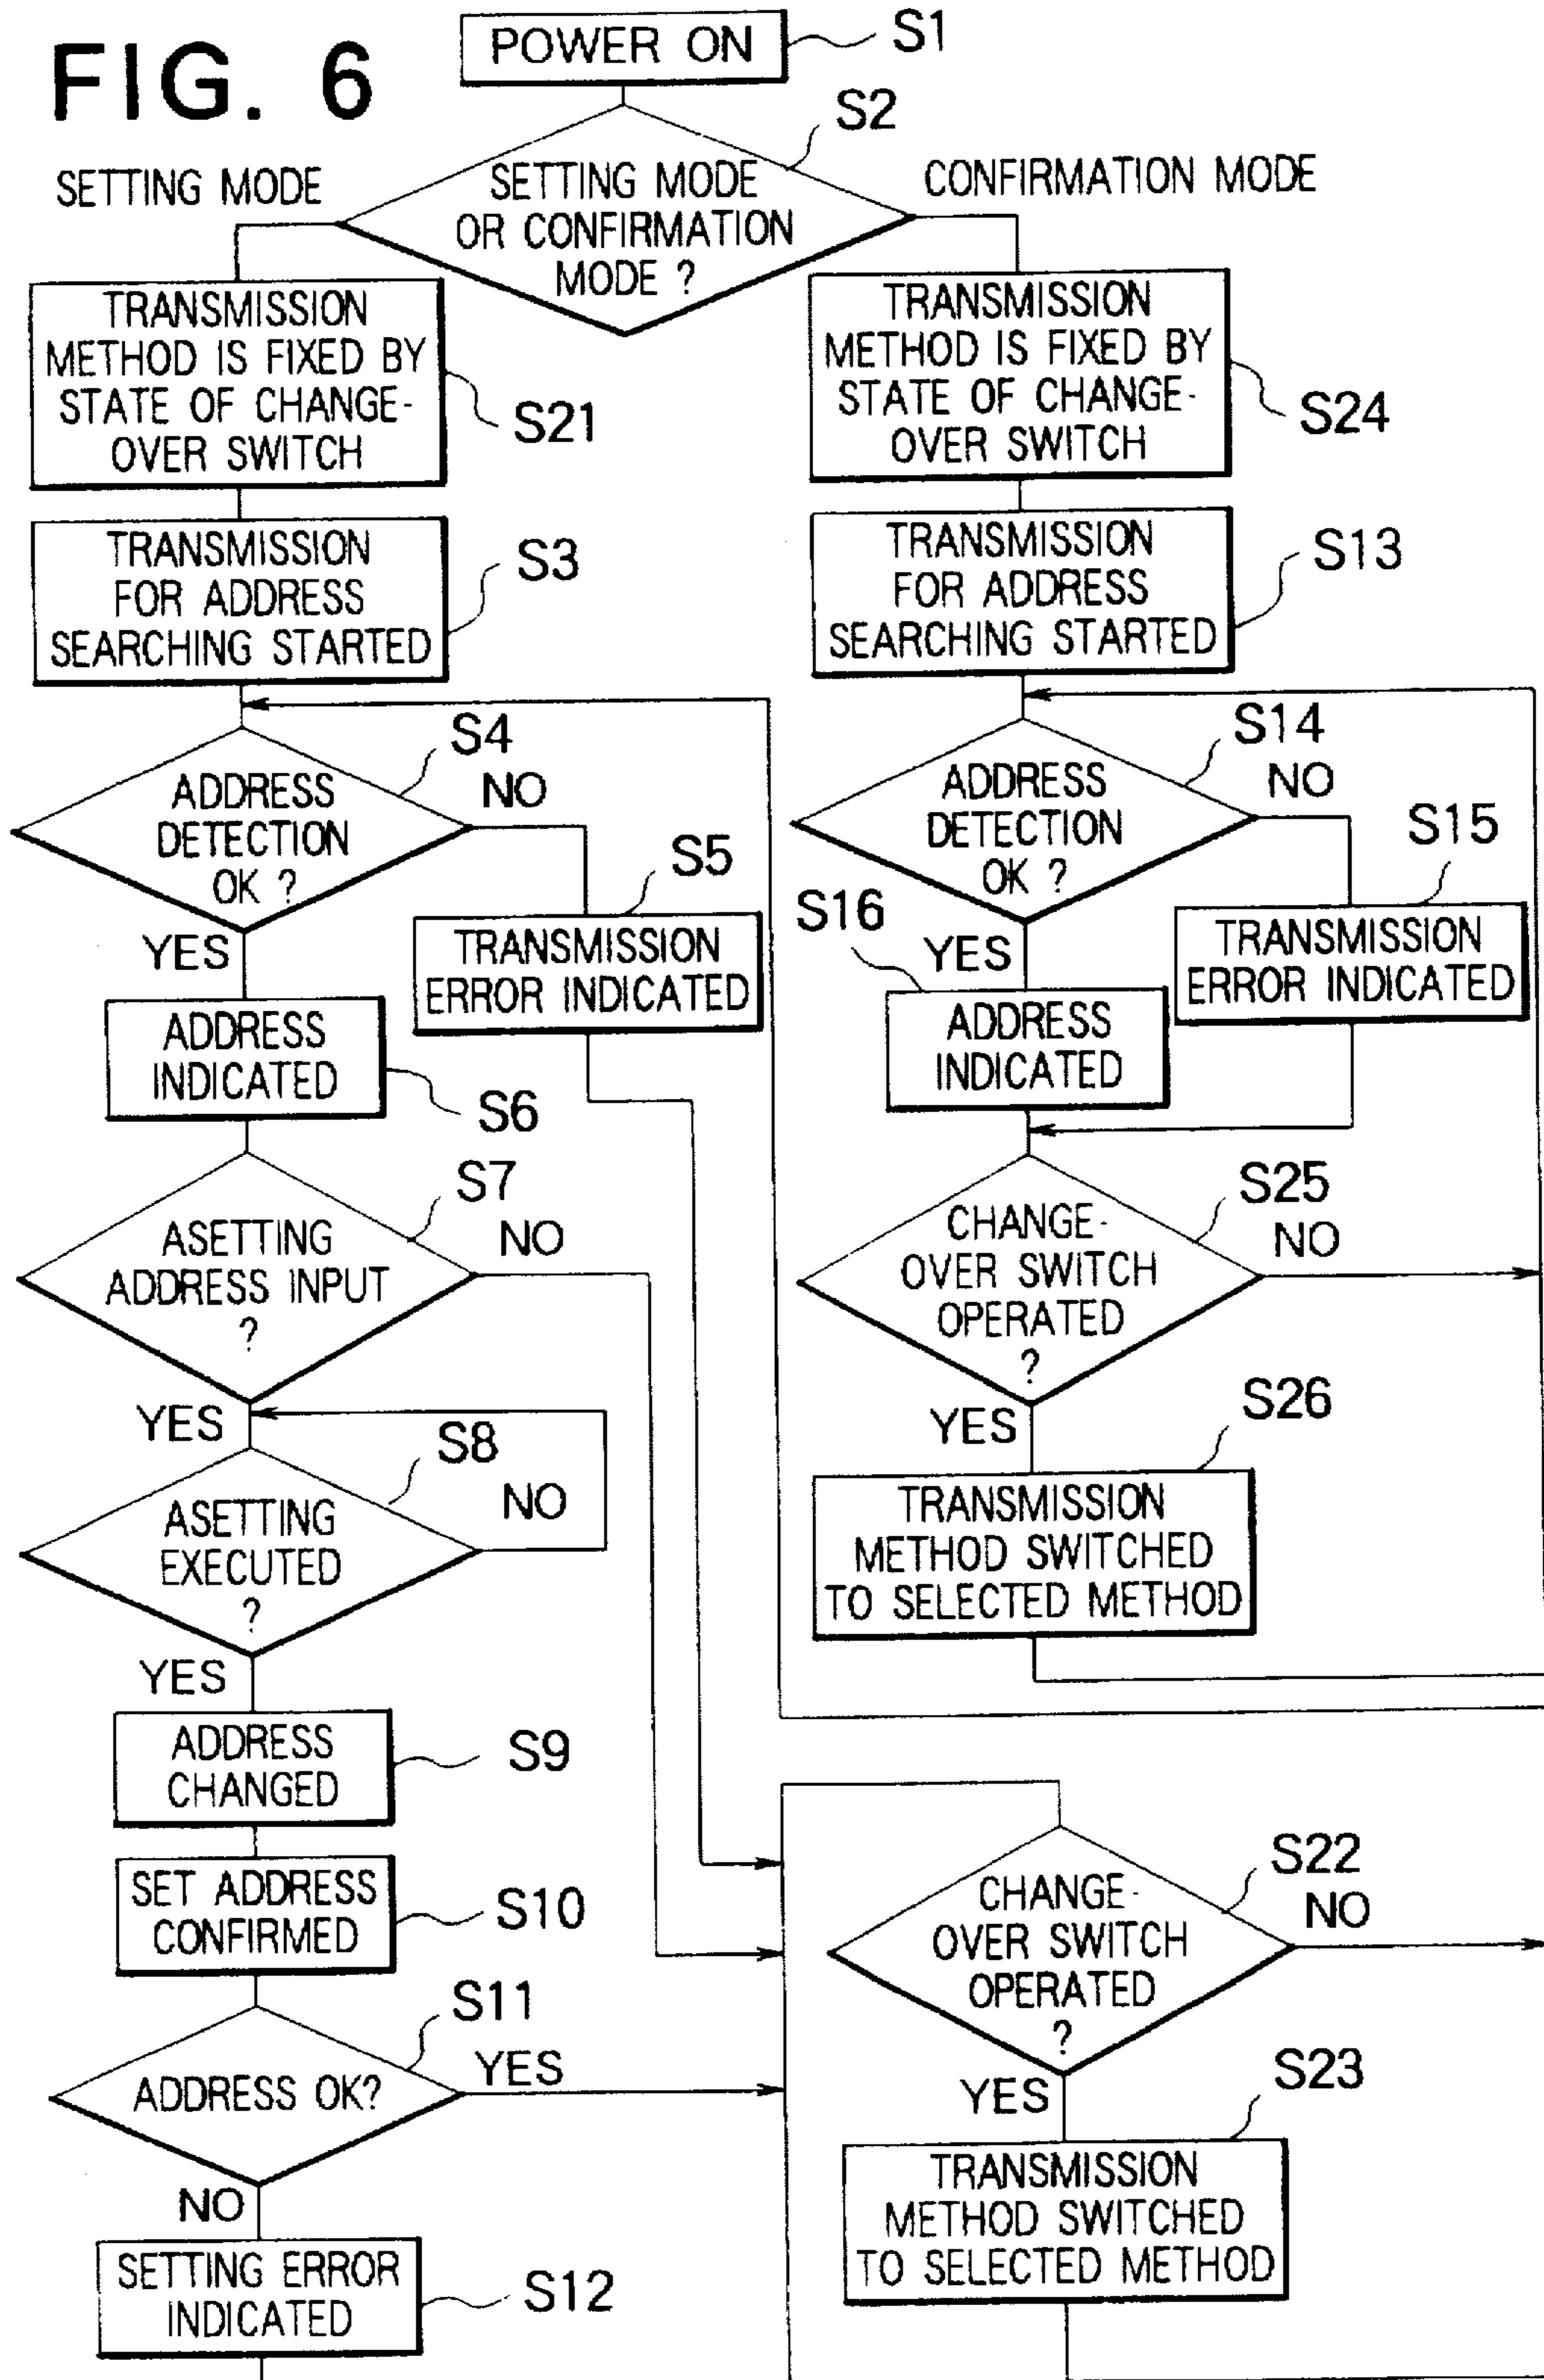 FIG. 6
POWER ON
S1
S2
SETTING MODE
SETTING MODE
OR CONFIRMATION
MODE ?
CONFIRMATION MODE
TRANSMISSION
METHOD IS FIXED BY
STATE OF CHANGE-
OVER SWITCH
S21
TRANSMISSION
FOR ADDRESS
SEARCHING STARTED
S3
S4
ADDRESS
DETECTION
OK ?
NO
YES
S5
TRANSMISSION
ERROR INDICATED
ADDRESS
INDICATED
S6
S7
ASETTING
ADDRESS INPUT
?
NO
YES
S8
ASETTING
EXECUTED
?
NO
YES
ADDRESS
CHANGED
S9
SET ADDRESS
CONFIRMED
S10
S11
ADDRESS OK?
YES
NO
SETTING ERROR
INDICATED
S12
TRANSMISSION
METHOD IS FIXED BY
STATE OF CHANGE-
OVER SWITCH
S24
TRANSMISSION
FOR ADDRESS
SEARCHING STARTED
S13
S14
ADDRESS
DETECTION
OK ?
NO
S15
S16
YES
TRANSMISSION
ERROR INDICATED
ADDRESS
INDICATED
S25
CHANGE-
OVER SWITCH
OPERATED
?
NO
YES
S26
TRANSMISSION
METHOD SWITCHED
TO SELECTED METHOD
S22
CHANGE-
OVER SWITCH
OPERATED
?
NO
YES
S23
TRANSMISSION
METHOD SWITCHED
TO SELECTED METHOD